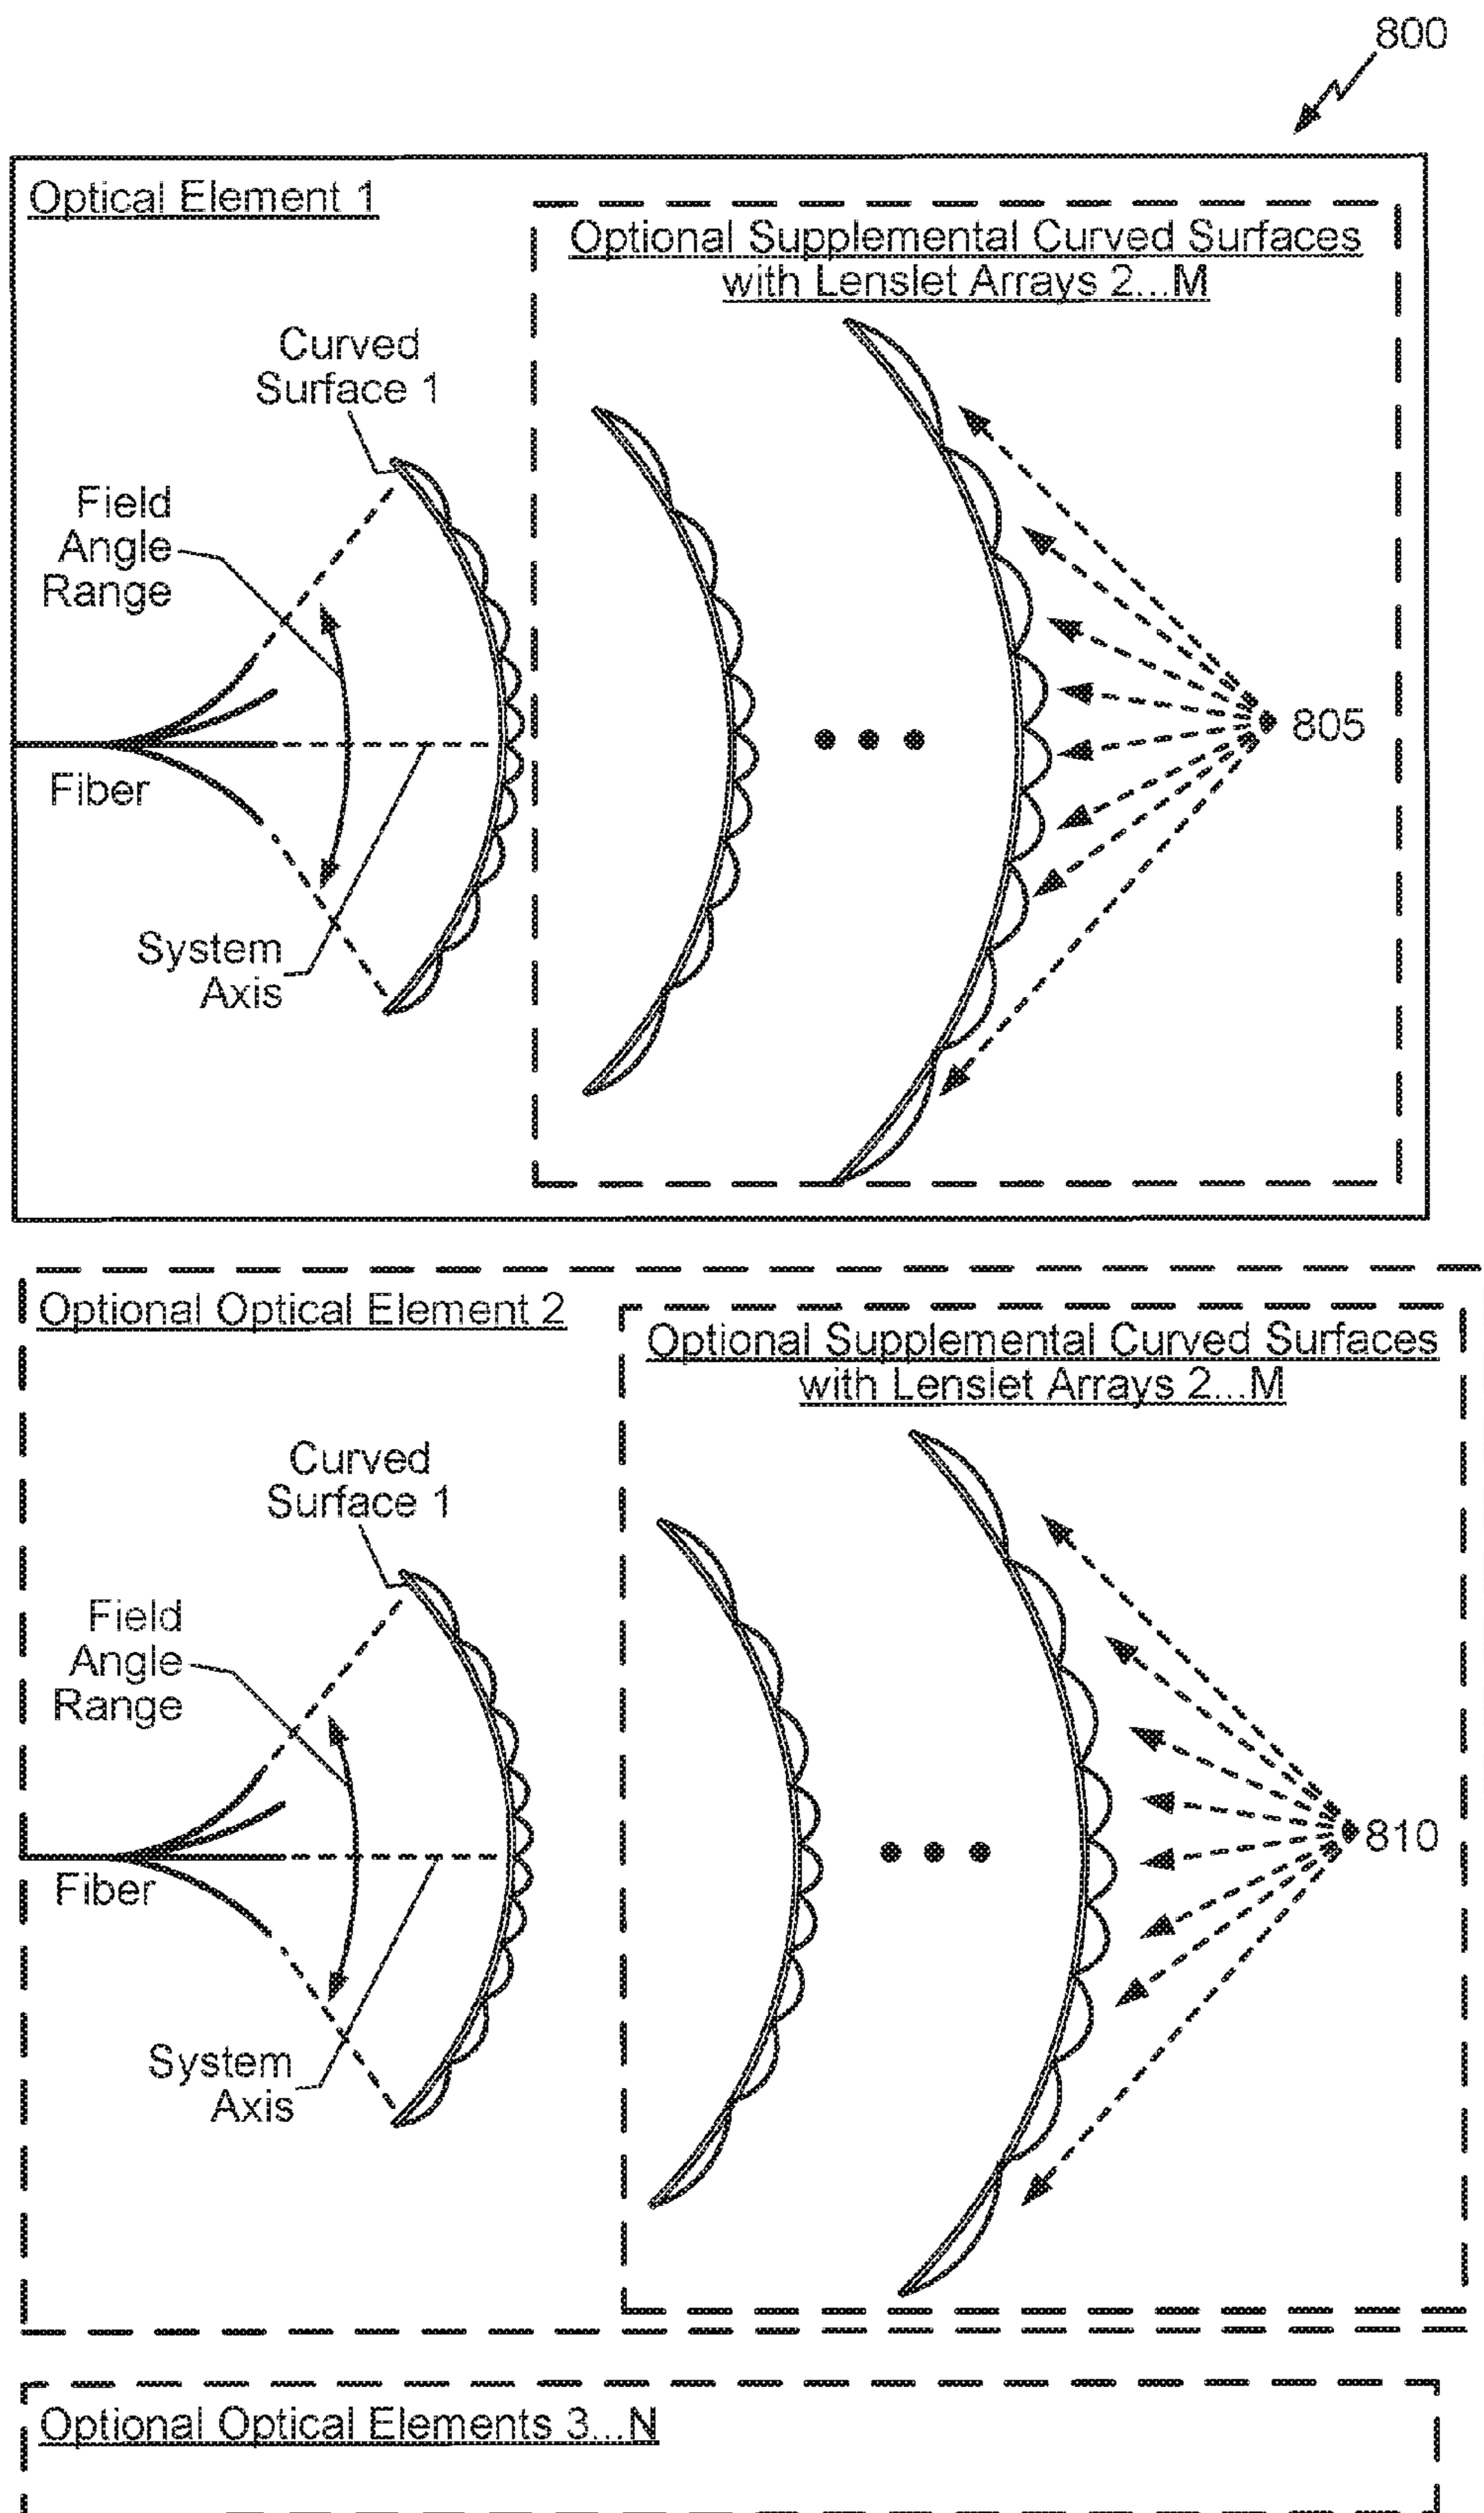 800
Optical Element 1
Optional Supplemental Curved Surfaces
with Lenslet Arrays 2...M
Curved
Surface 1
Field
Angle
Range
Fiber
System
Axis
805
Optional Optical Element 2
Optional Supplemental Curved Surfaces
with Lenslet Arrays 2...M
Curved
Surface 1
Field
Angle
Range
Fiber
System
Axis
810
Optional Optical Elements 3...N